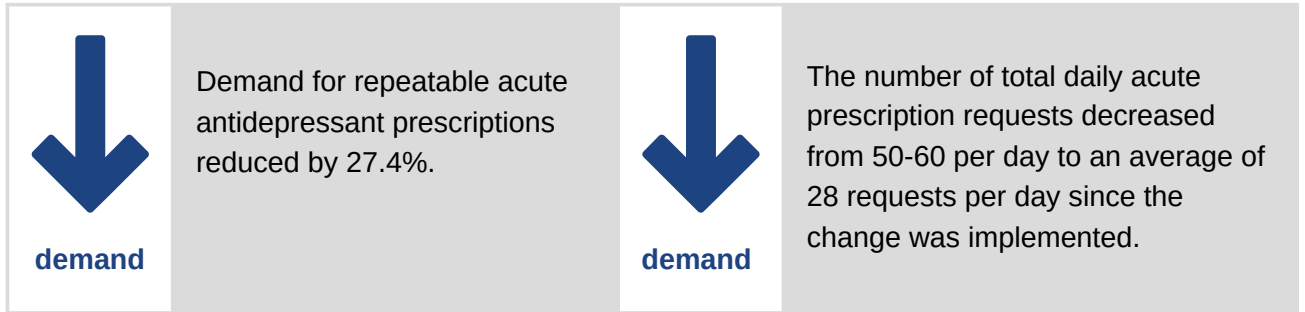 Demand for repeatable acute
antidepressant prescriptions
reduced by 27.4%.
demand
The number of total daily acute
prescription requests decreased
from 50-60 per day to an average of
28 requests per day since the
change was implemented.
demand